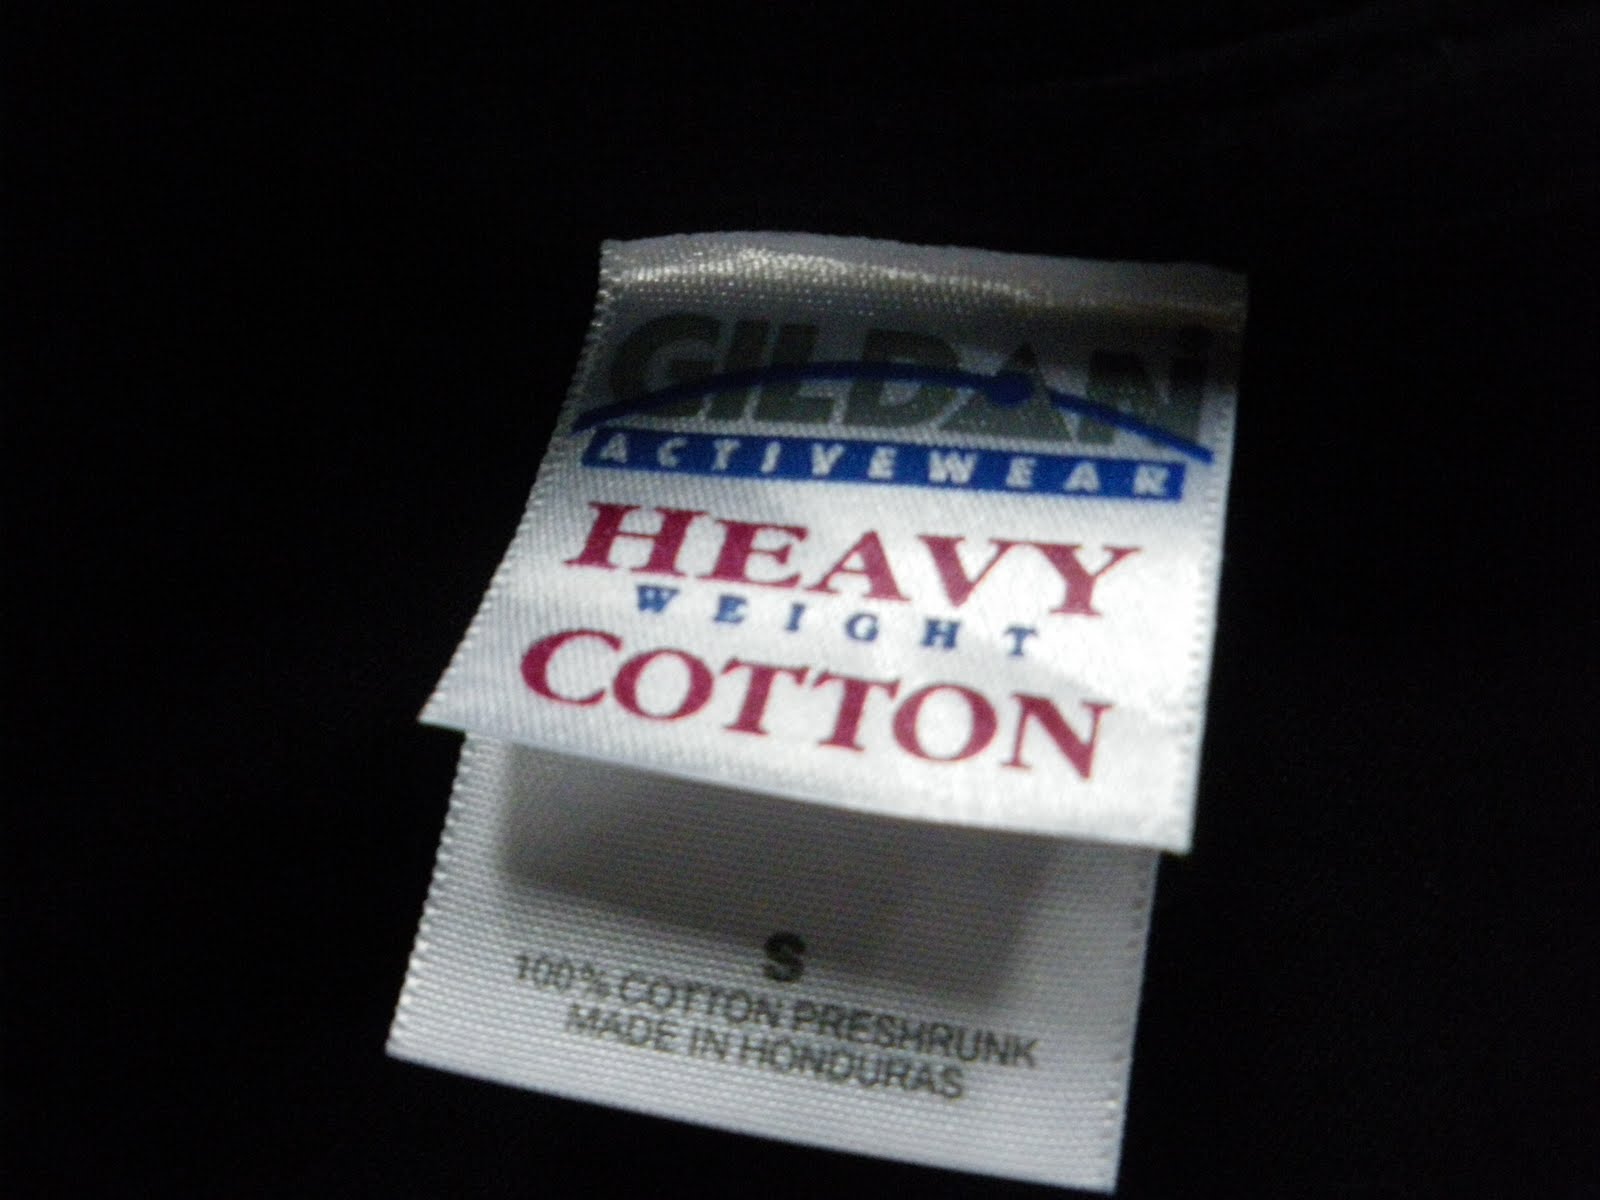 GILDAN
ACTIVEWEAR
HEAVY
WEIGHT
COTTON
S
100% COTTON PRESHRUNK
MADE IN HONDURAS